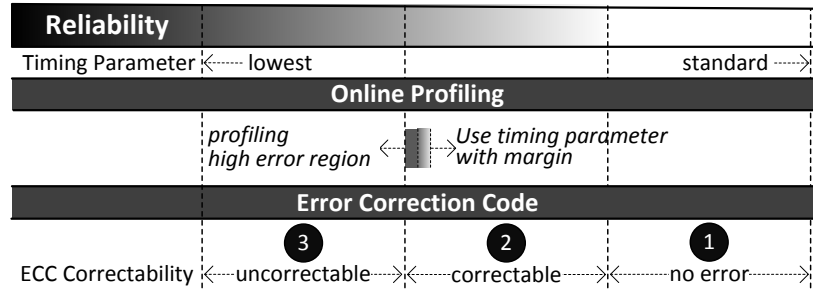 Reliability
Timing Parameter lowest standard
Online Profiling
profiling Use timing parameter
high error region with margin
Error Correction Code
3 2 1
ECC Correctability uncorrectable correctable no error